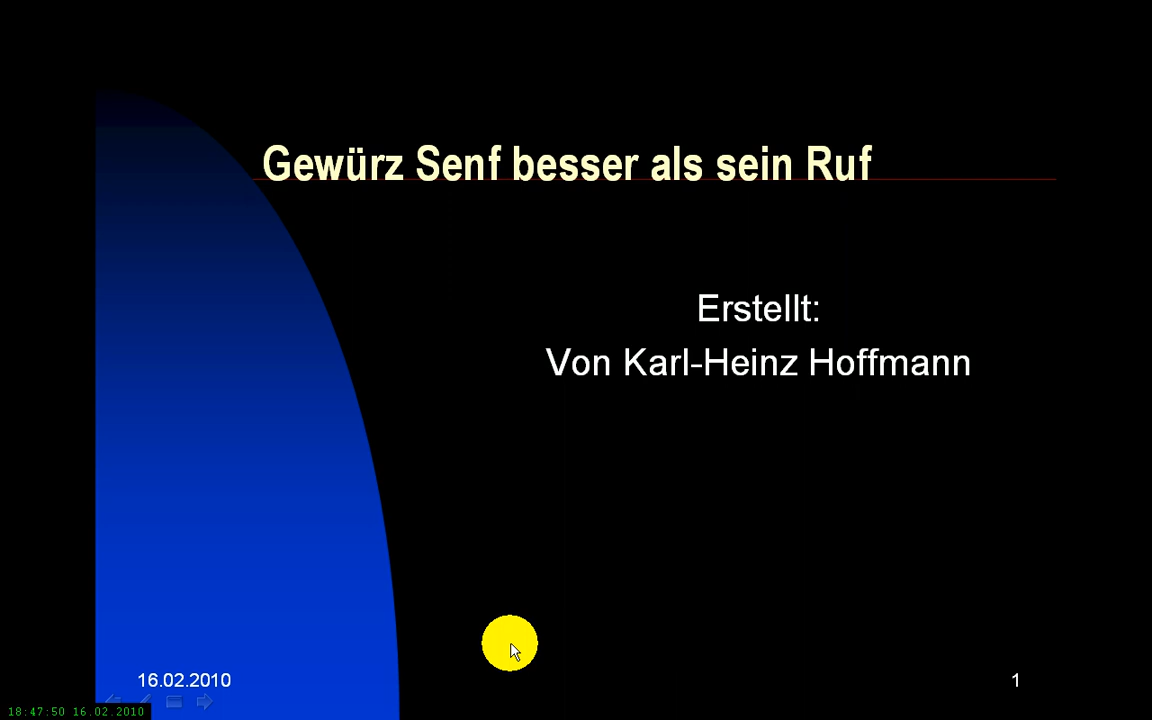 Gewürz Senf besser als sein Ruf
Erstellt:
Von Karl-Heinz Hoffmann
16.02.2010
1
18:47:50 16.02.2010